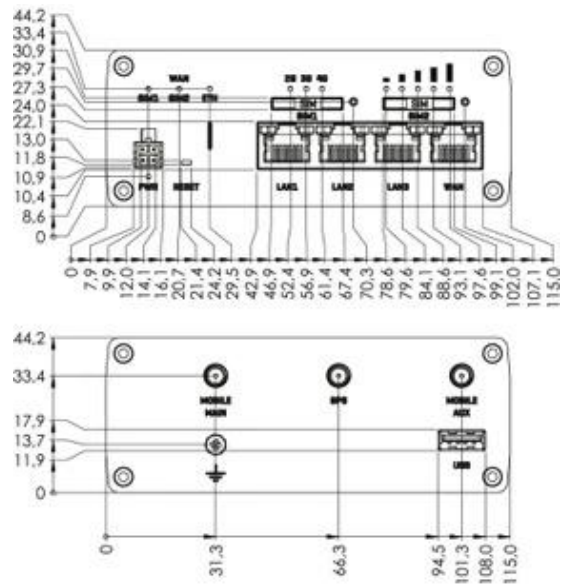 44,2
33,4
30,9
29,7
27,3
24,0
22,1
13,0
11,8
10,9
10,4
8,6
0
WAN
SIM1 SIM2 ETH
2G 3G 4G
SIM SIM
SIM1 SIM2
PWR RESET LAN1 LAN2 LAN3 WAN
0 7,9 9,9 12,0 14,1 16,1 20,7 21,4 24,2 29,5 42,9 46,9 52,4 56,9 61,4 67,4 70,3 78,6 79,6 84,1 88,6 93,1 97,6 99,1 102,0 107,1 115,0
44,2
33,4
17,9
13,7
11,9
0
MOBILE GPS MOBILE
MAIN AUX
USB
0 31,3 66,3 94,5 101,3 108,0 115,0